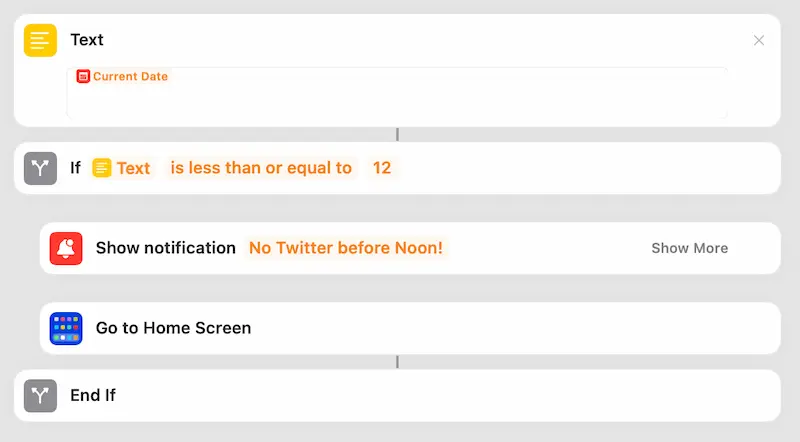 Text
Current Date
If Text is less than or equal to 12
Show notification No Twitter before Noon! Show More
Go to Home Screen
End If